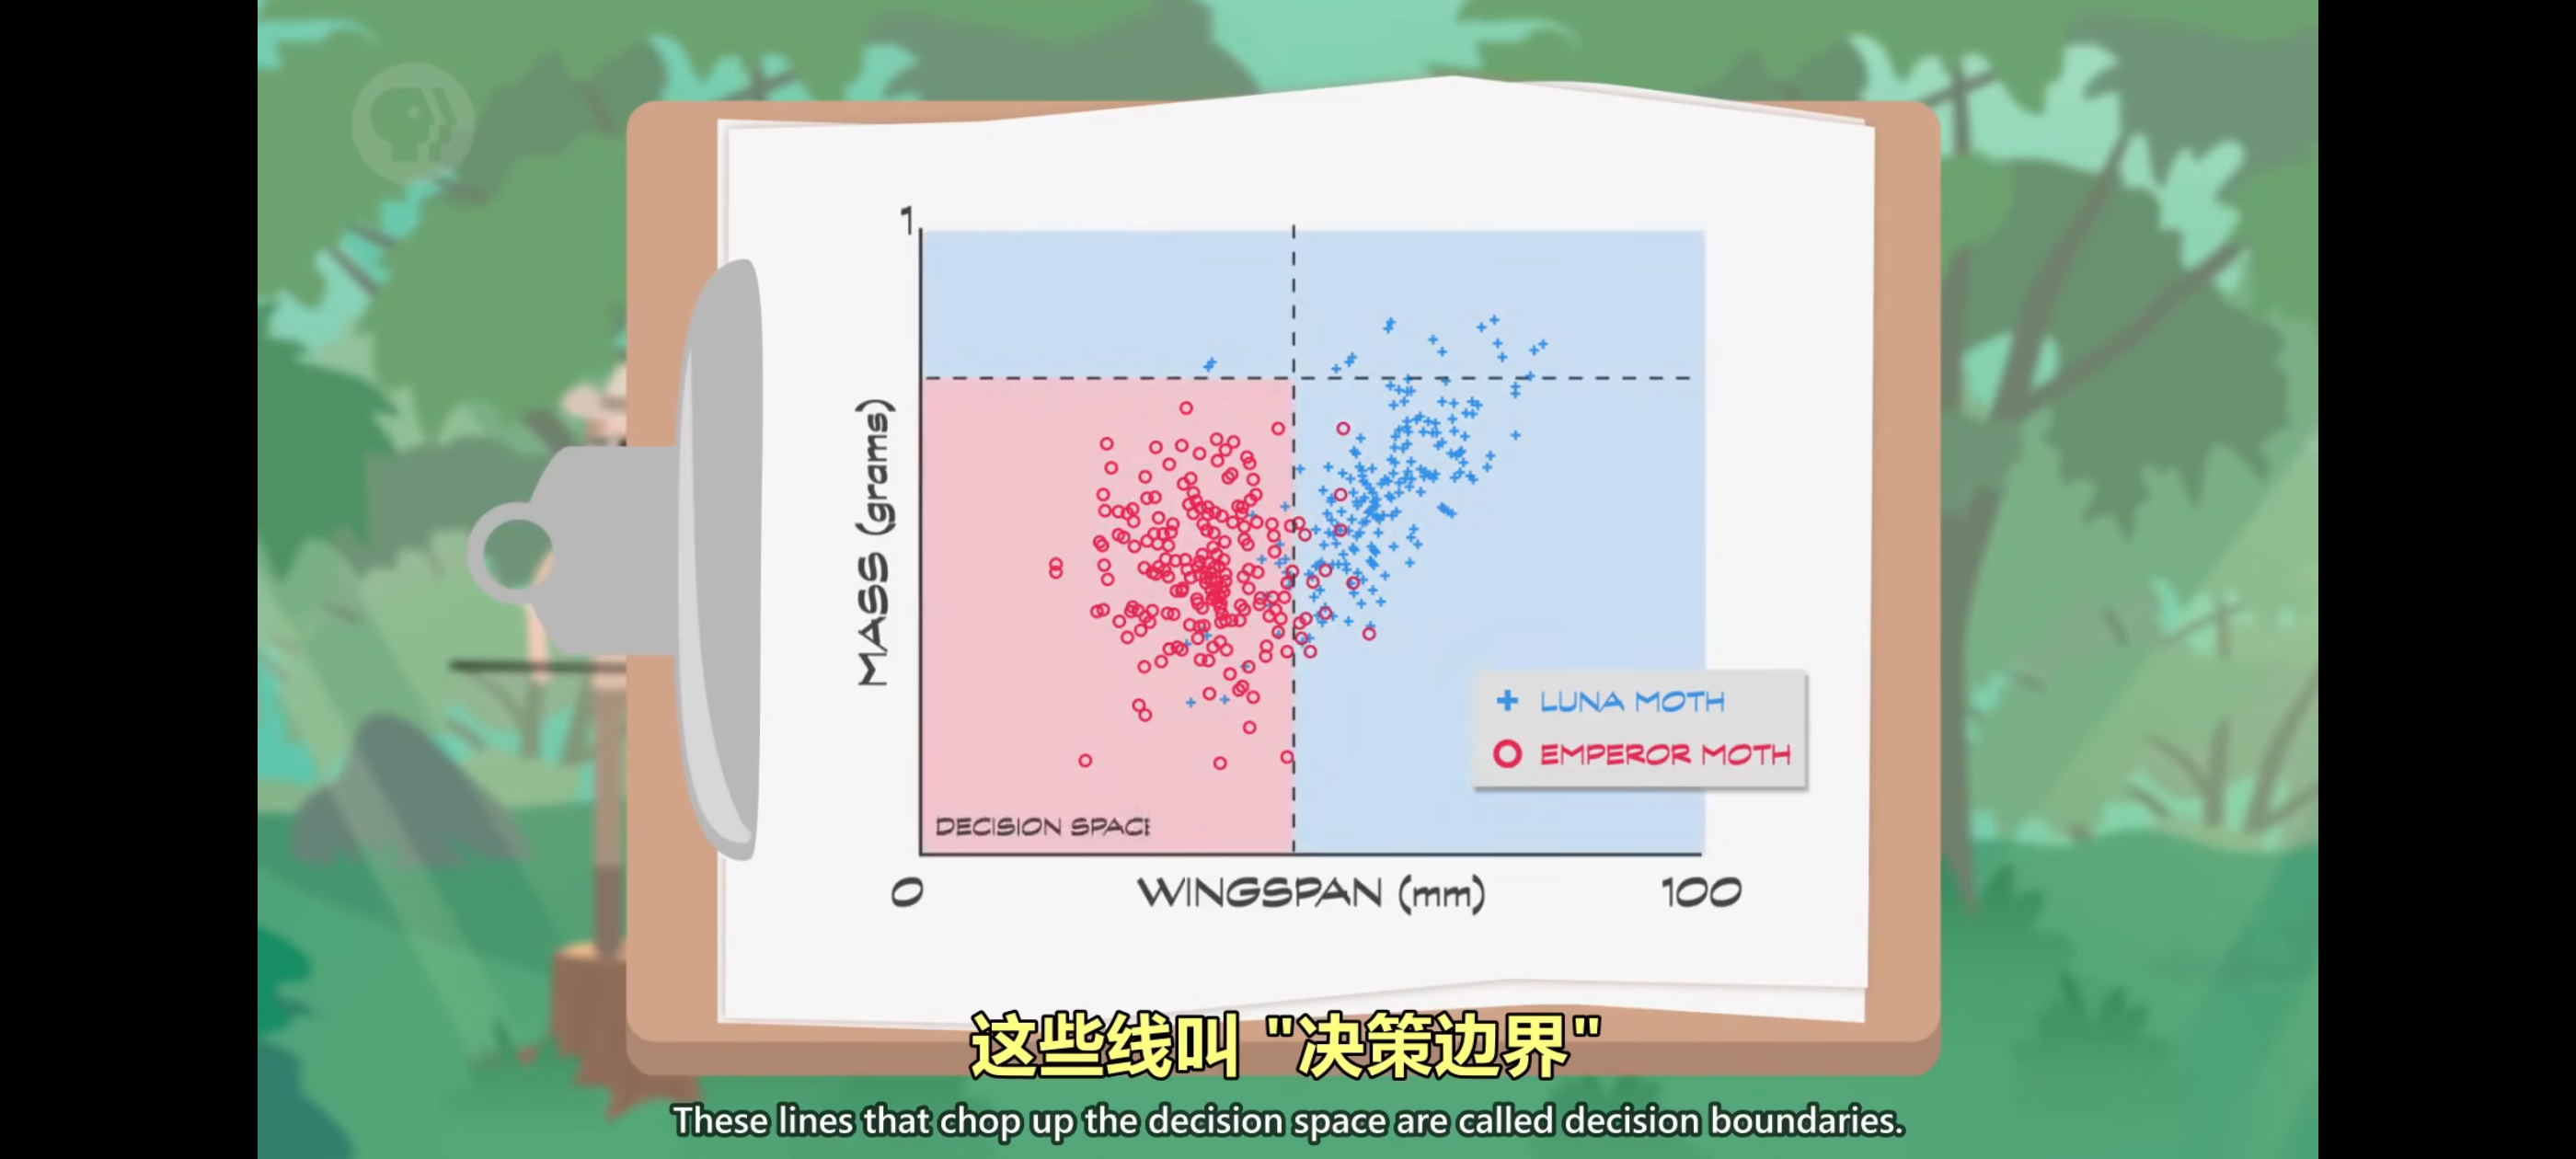 1
MASS (grams)
+ LUNA MOTH
O EMPEROR MOTH
DECISION SPACE
0
WINGSPAN (mm)
100
这些线叫 "决策边界"
These lines that chop up the decision space are called decision boundaries.